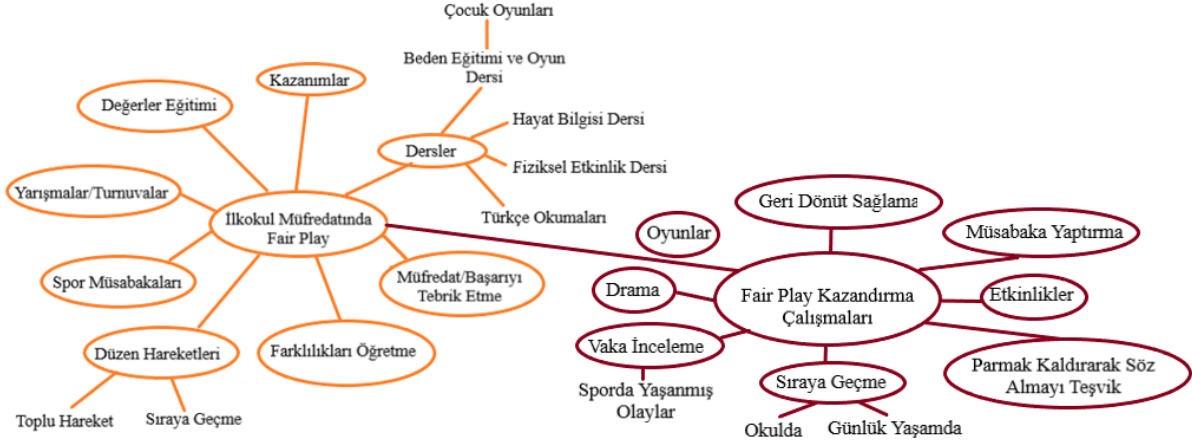 Çocuk Oyunları
Beden Eğitimi ve Oyun
Dersi
Kazanımlar
Değerler Eğitimi
Hayat Bilgisi Dersi
Dersler
Fiziksel Etkinlik Dersi
Yarışmalar/Turnuvalar
Türkçe Okumaları
İlkokul Müfredatında
Fair Play
Spor Müsabakaları
Müfredat/Başarıyı
Tebrik Etme
Düzen Hareketleri
Farklılıkları Öğretme
Toplu Hareket
Sıraya Geçme
Geri Dönüt Sağlama
Oyunlar
Müsabaka Yaptırma
Drama
Fair Play Kazandırma
Çalışmaları
Etkinlikler
Vaka İnceleme
Sporda Yaşanmış
Olaylar
Sıraya Geçme
Parmak Kaldırarak Söz
Almayı Teşvik
Okulda
Günlük Yaşamda